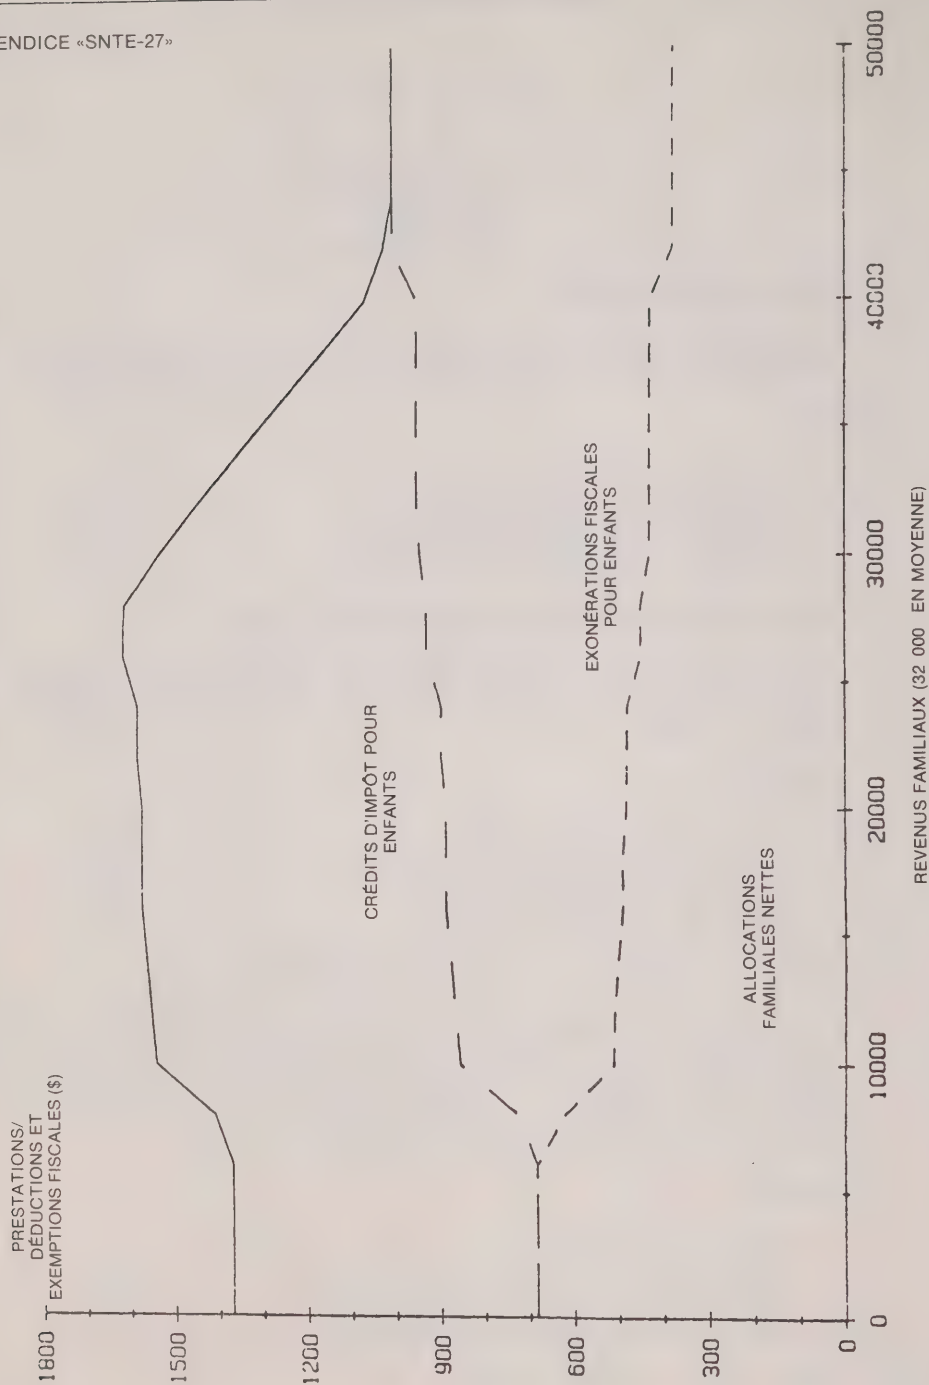 ENDICE «SNTE-27»
PRESTATIONS/
DÉDUCTIONS ET
EXEMPTIONS FISCALES ($)
1800
1500
1200
900
600
300
0
CRÉDITS D'IMPÔT POUR
ENFANTS
EXONÉRATIONS FISCALES
POUR ENFANTS
ALLOCATIONS
FAMILIALES NETTES
0
10000
20000
30000
40000
50000
REVENUS FAMILIAUX (32 000 EN MOYENNE)